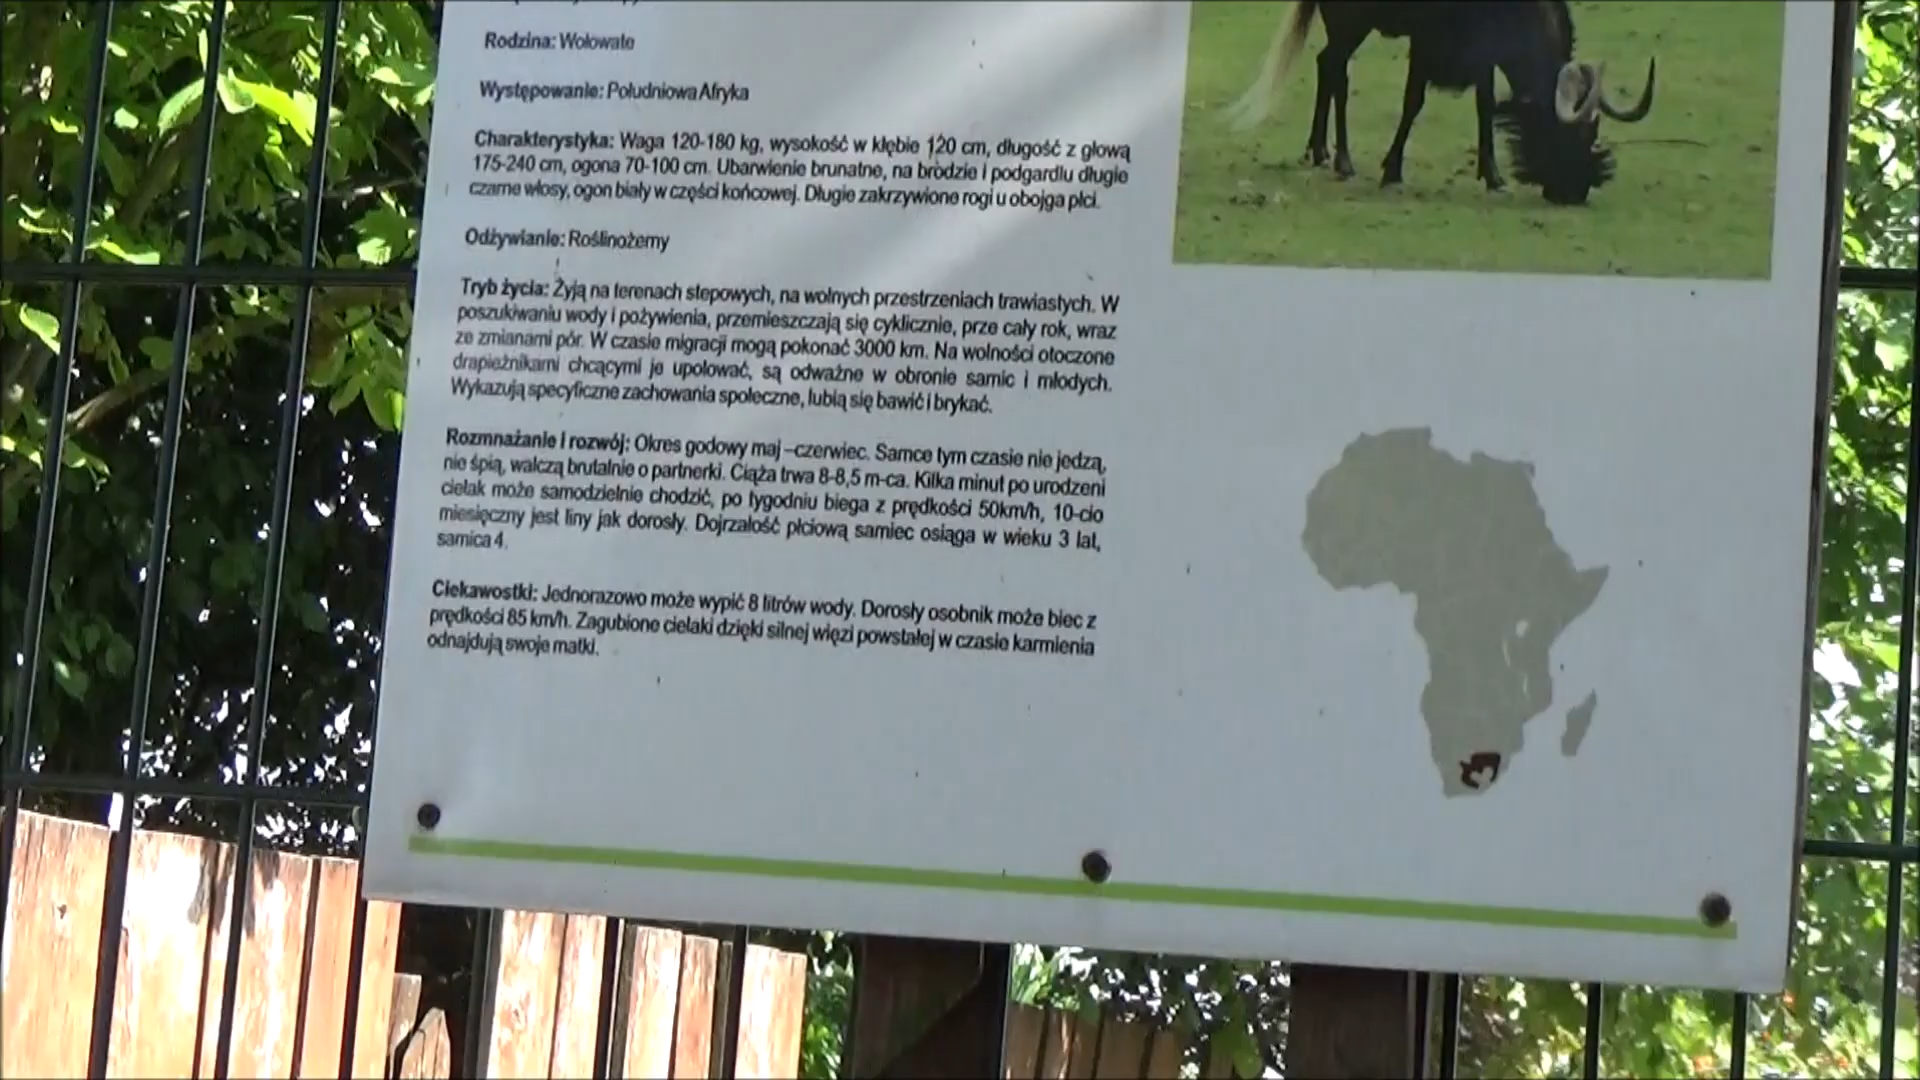 Rodzina: Wołowate
Występowanie: Południowa Afryka
Charakterystyka: Waga 120-180 kg, wysokość w kłębie 120 cm, długość z głową
175-240 cm, ogona 70-100 cm. Ubarwienie brunatne, na brodzie i podgardlu długie
czarne włosy, ogon biały w części końcowej. Długie zakrzywione rogi u obojga płci.
Odżywianie: Roślinożerny
Tryb życia: Żyją na terenach stepowych, na wolnych przestrzeniach trawiastych. W
poszukiwaniu wody i pożywienia, przemieszczają się cyklicznie, prze cały rok, wraz
ze zmianami pór. W czasie migracji mogą pokonać 3000 km. Na wolności otoczone
drapieżnikami chcącymi je upolować, są odważne w obronie samic i młodych.
Wykazują specyficzne zachowania społeczne, lubią się bawić i brykać.
Rozmnażanie i rozwój: Okres godowy maj –czerwiec. Samce tym czasie nie jedzą,
nie śpią, walczą brutalnie o partnerki. Ciąża trwa 8-8,5 m-ca. Kilka minut po urodzeni
cielak może samodzielnie chodzić, po tygodniu biega z prędkości 50km/h, 10-cio
miesięczny jest liny jak dorosły. Dojrzałość płciową samiec osiąga w wieku 3 lat,
samica 4.
Ciekawostki: Jednorazowo może wypić 8 litrów wody. Dorosły osobnik może biec z
prędkości 85 km/h. Zagubione cielaki dzięki silnej więzi powstałej w czasie karmienia
odnajdują swoje matki.